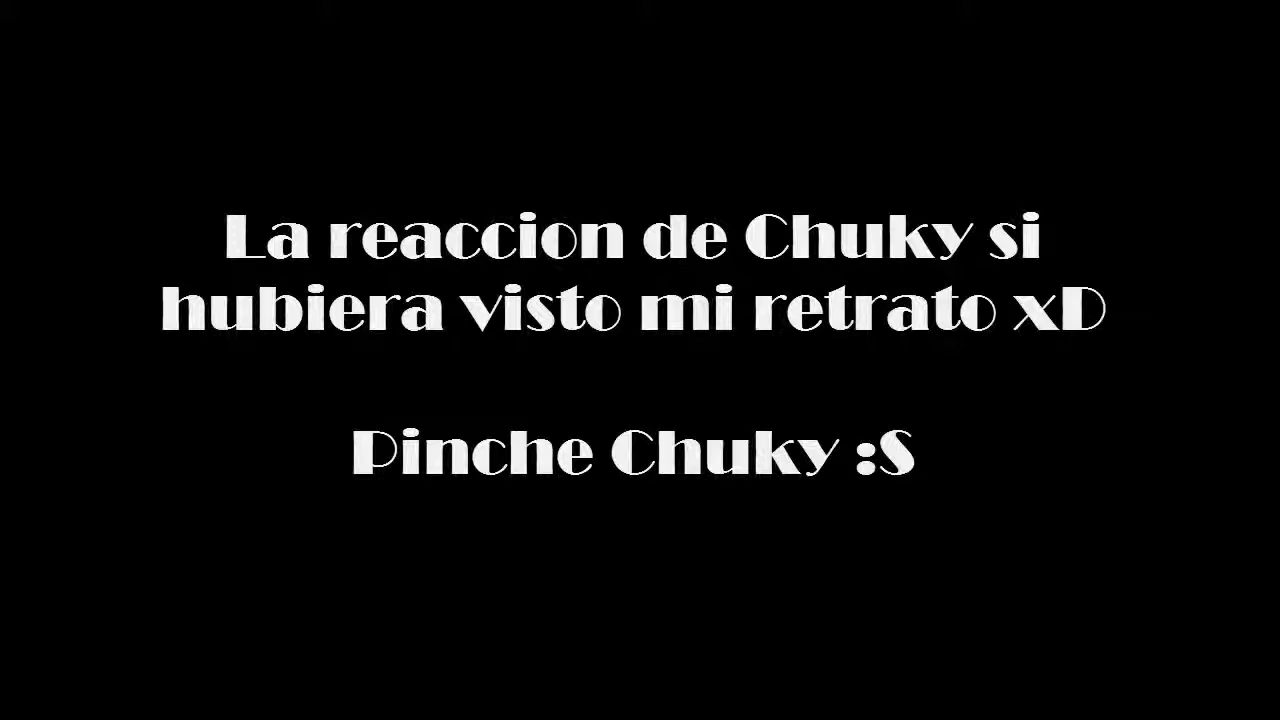 La reaccion de Chuky si
hubiera visto mi retrato xD
Pinche Chuky :S